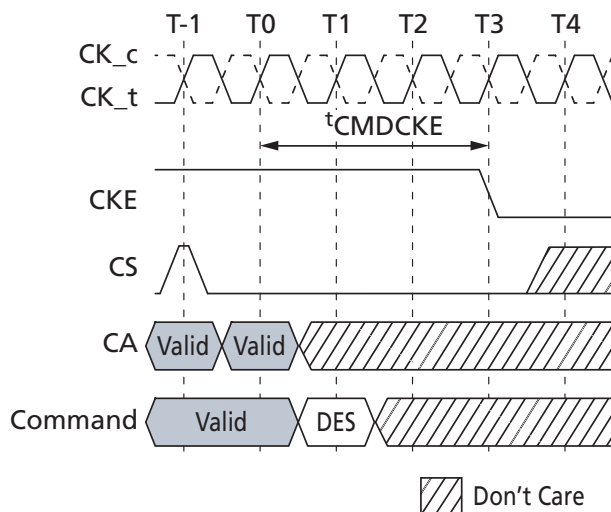 T-1 T0 T1 T2 T3 T4
CK_c
CK_t
tCMDCKE
CKE
CS
CA Valid Valid
Command Valid DES
Don't Care